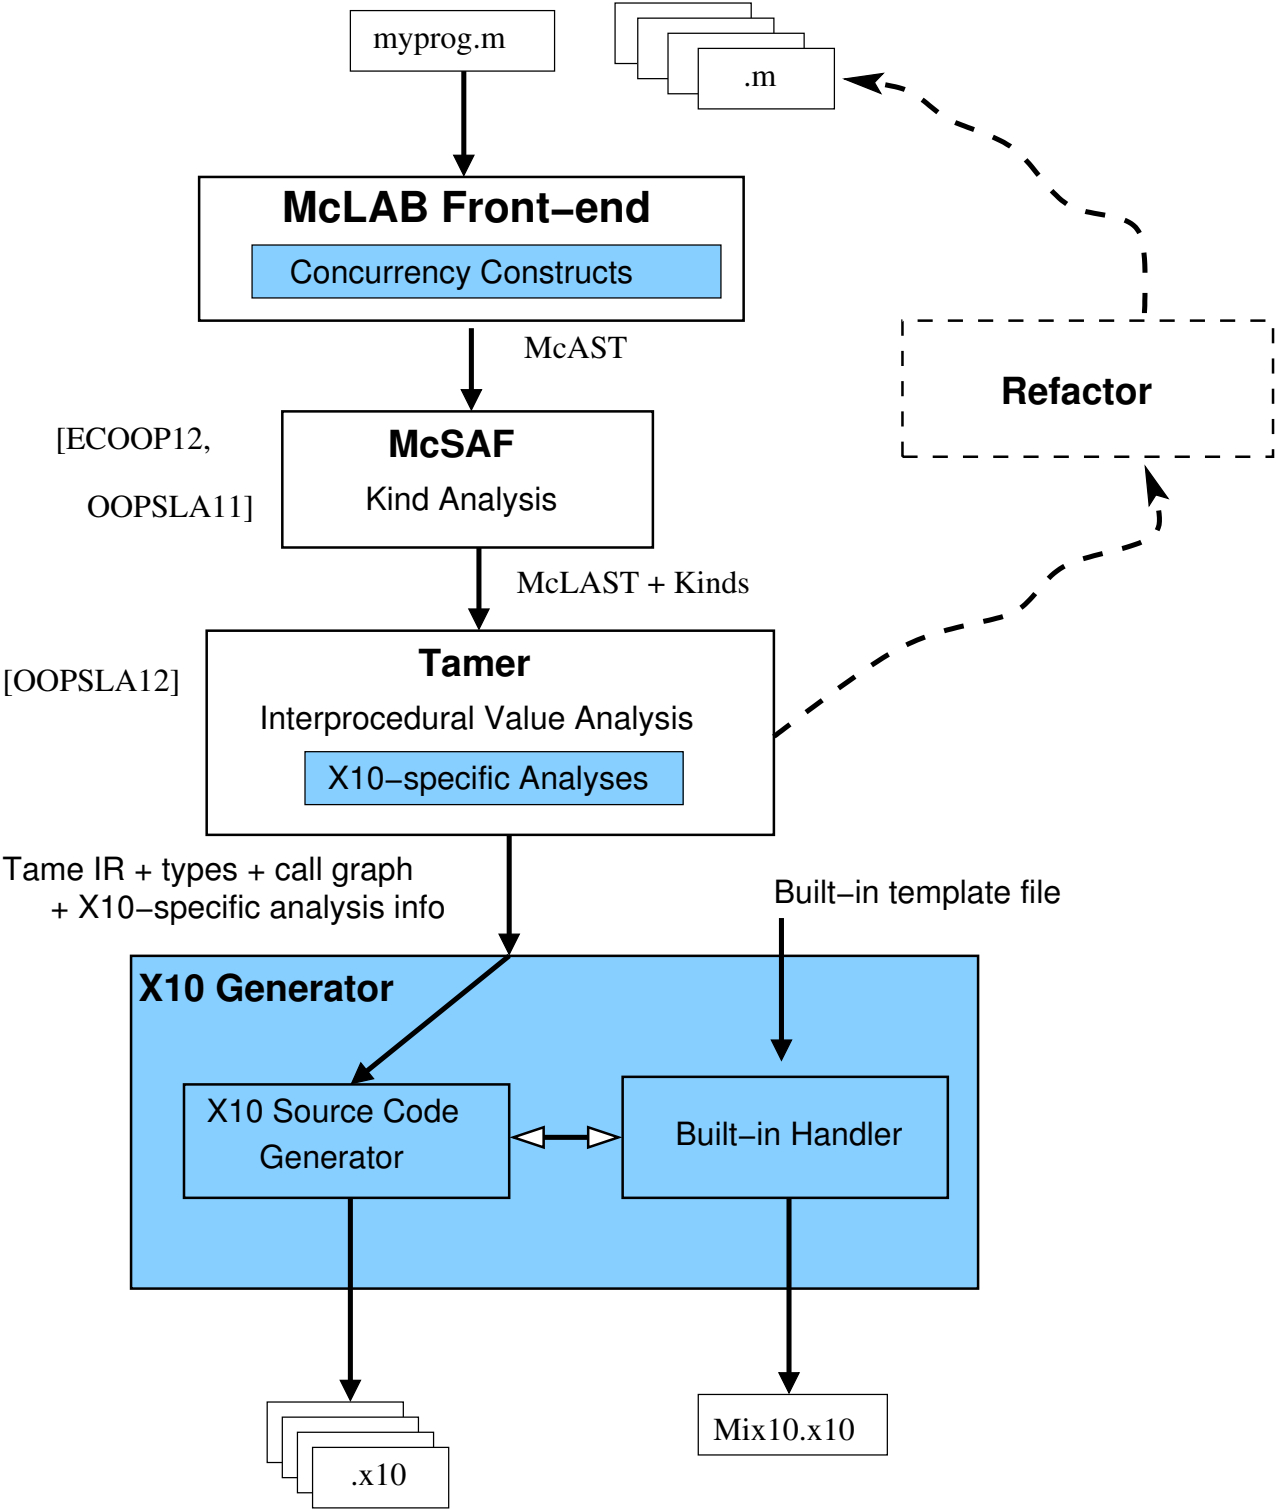 myprog.m
.m
McLAB Front−end
Concurrency Constructs
McAST
Refactor
[ECOOP12,
OOPSLA11]
McSAF
Kind Analysis
McLAST + Kinds
[OOPSLA12]
Tamer
Interprocedural Value Analysis
X10−specific Analyses
Tame IR + types + call graph
+ X10−specific analysis info
Built−in template file
X10 Generator
X10 Source Code
Generator
Built−in Handler
Mix10.x10
.x10